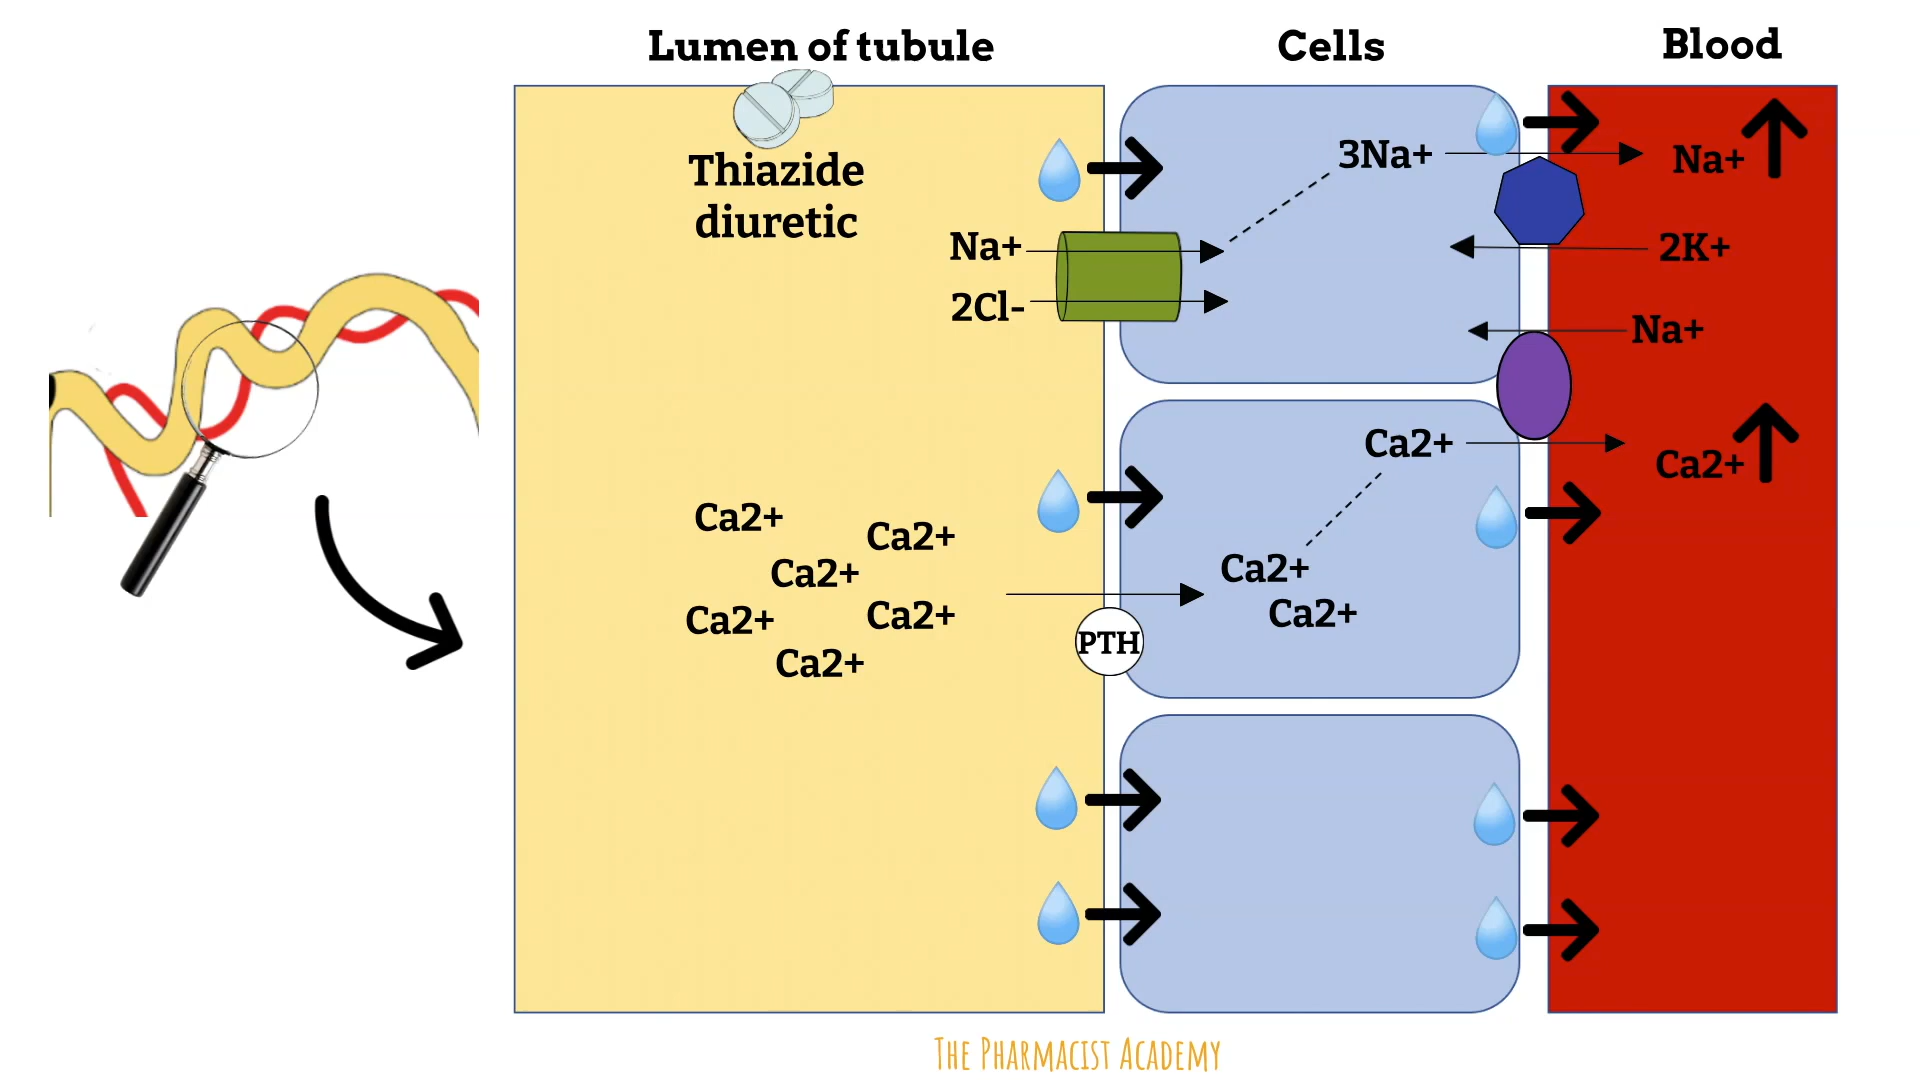 Lumen of tubule
Cells
Blood
Thiazide
diuretic
3Na+
Na+
Na+
2K+
2Cl-
Na+
Ca2+
Ca2+
Ca2+
Ca2+
Ca2+
Ca2+
Ca2+
Ca2+
Ca2+
Ca2+
PTH
The Pharmacist Academy